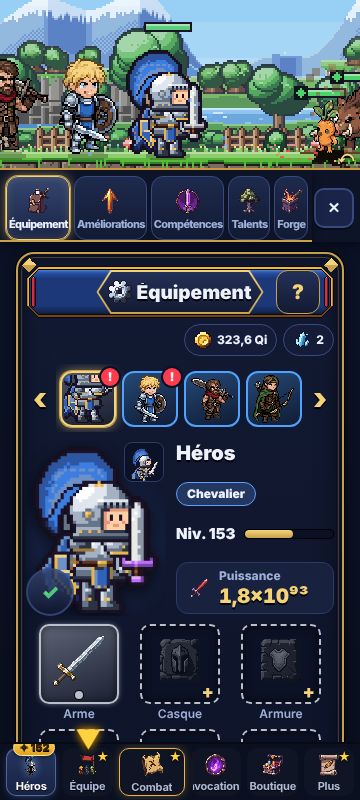 Équipement
Améliorations
Compétences
Talents
Forge
×
Équipement
?
323,6 Qi
2
!
!
Héros
Chevalier
Niv. 153
Puissance
1,8×10⁹³
+
+
Arme
Casque
Armure
152
Héros
Équipe
Combat
vocation
Boutique
Plus